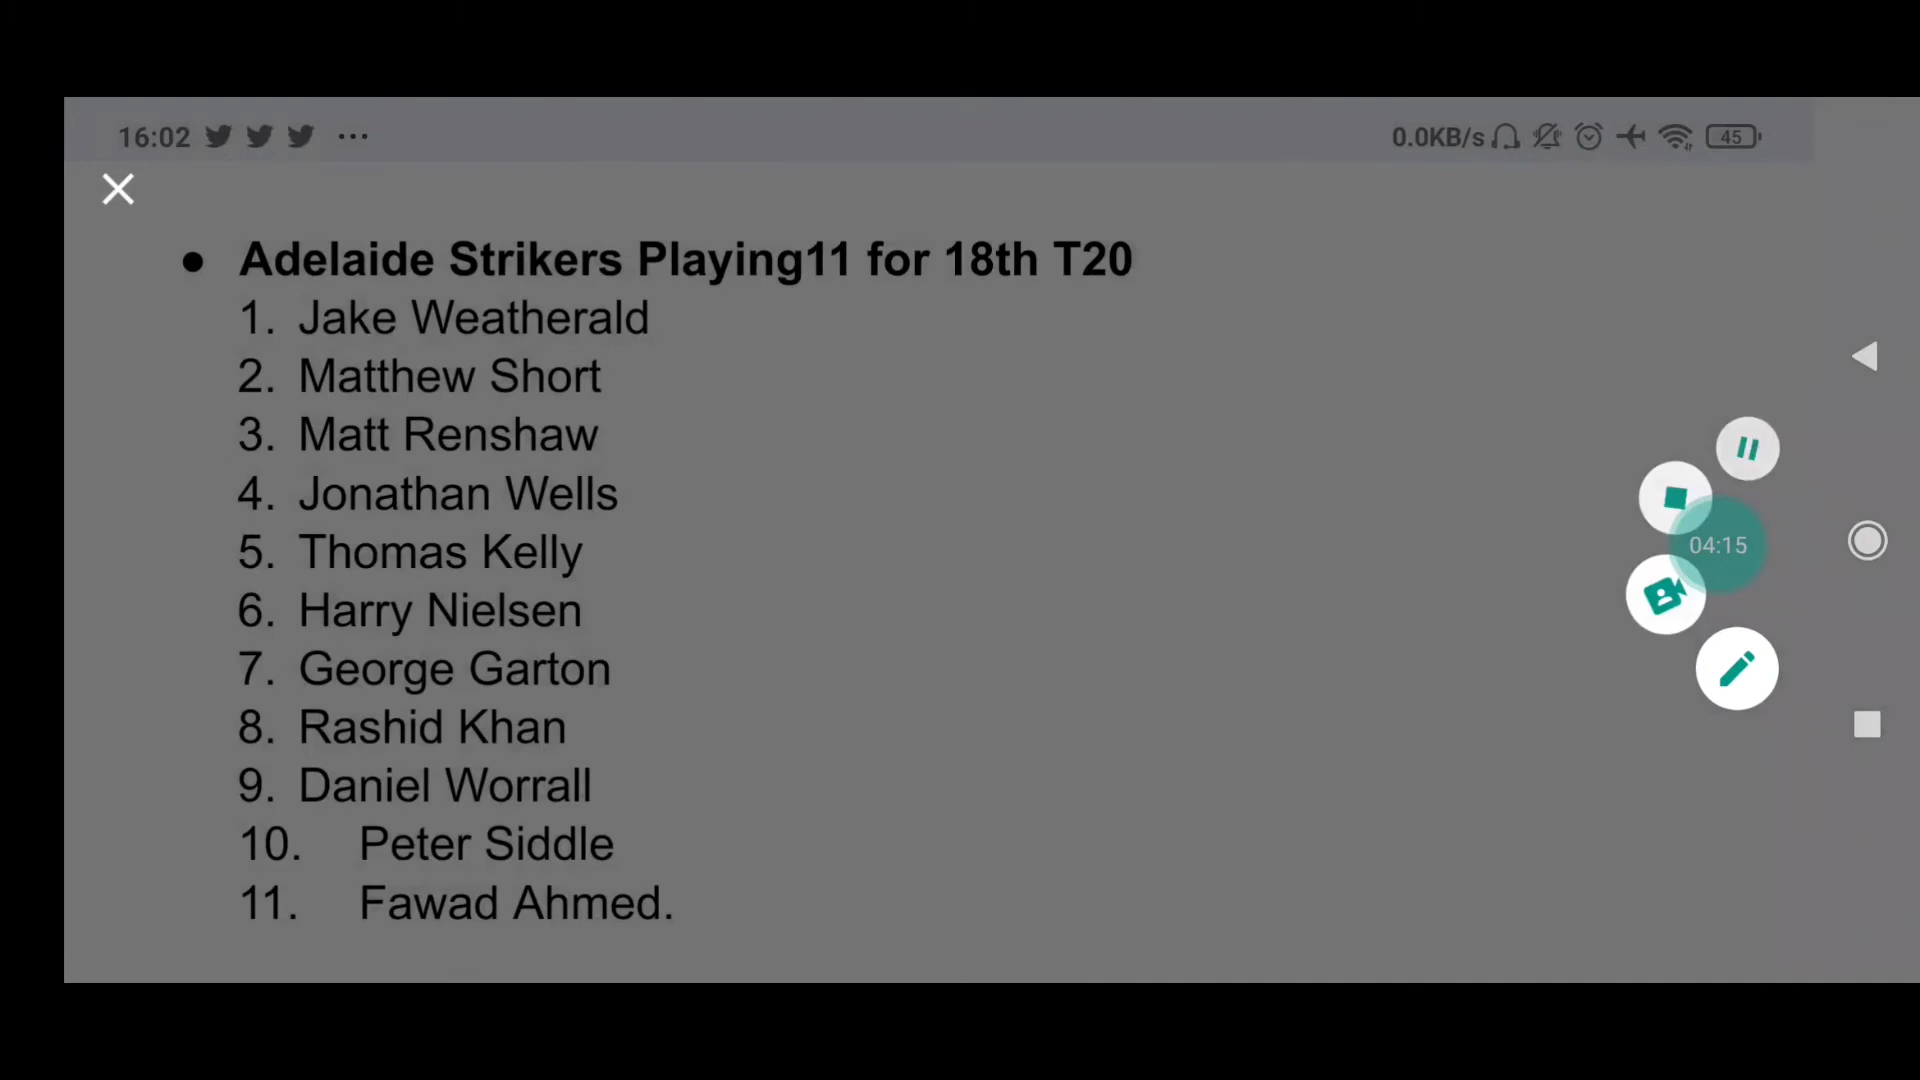 16:02 ... 0.0KB/s 45
● Adelaide Strikers Playing11 for 18th T20
1. Jake Weatherald
2. Matthew Short
3. Matt Renshaw
4. Jonathan Wells
5. Thomas Kelly
6. Harry Nielsen
7. George Garton
8. Rashid Khan
9. Daniel Worrall
10. Peter Siddle
11. Fawad Ahmed.
04:15